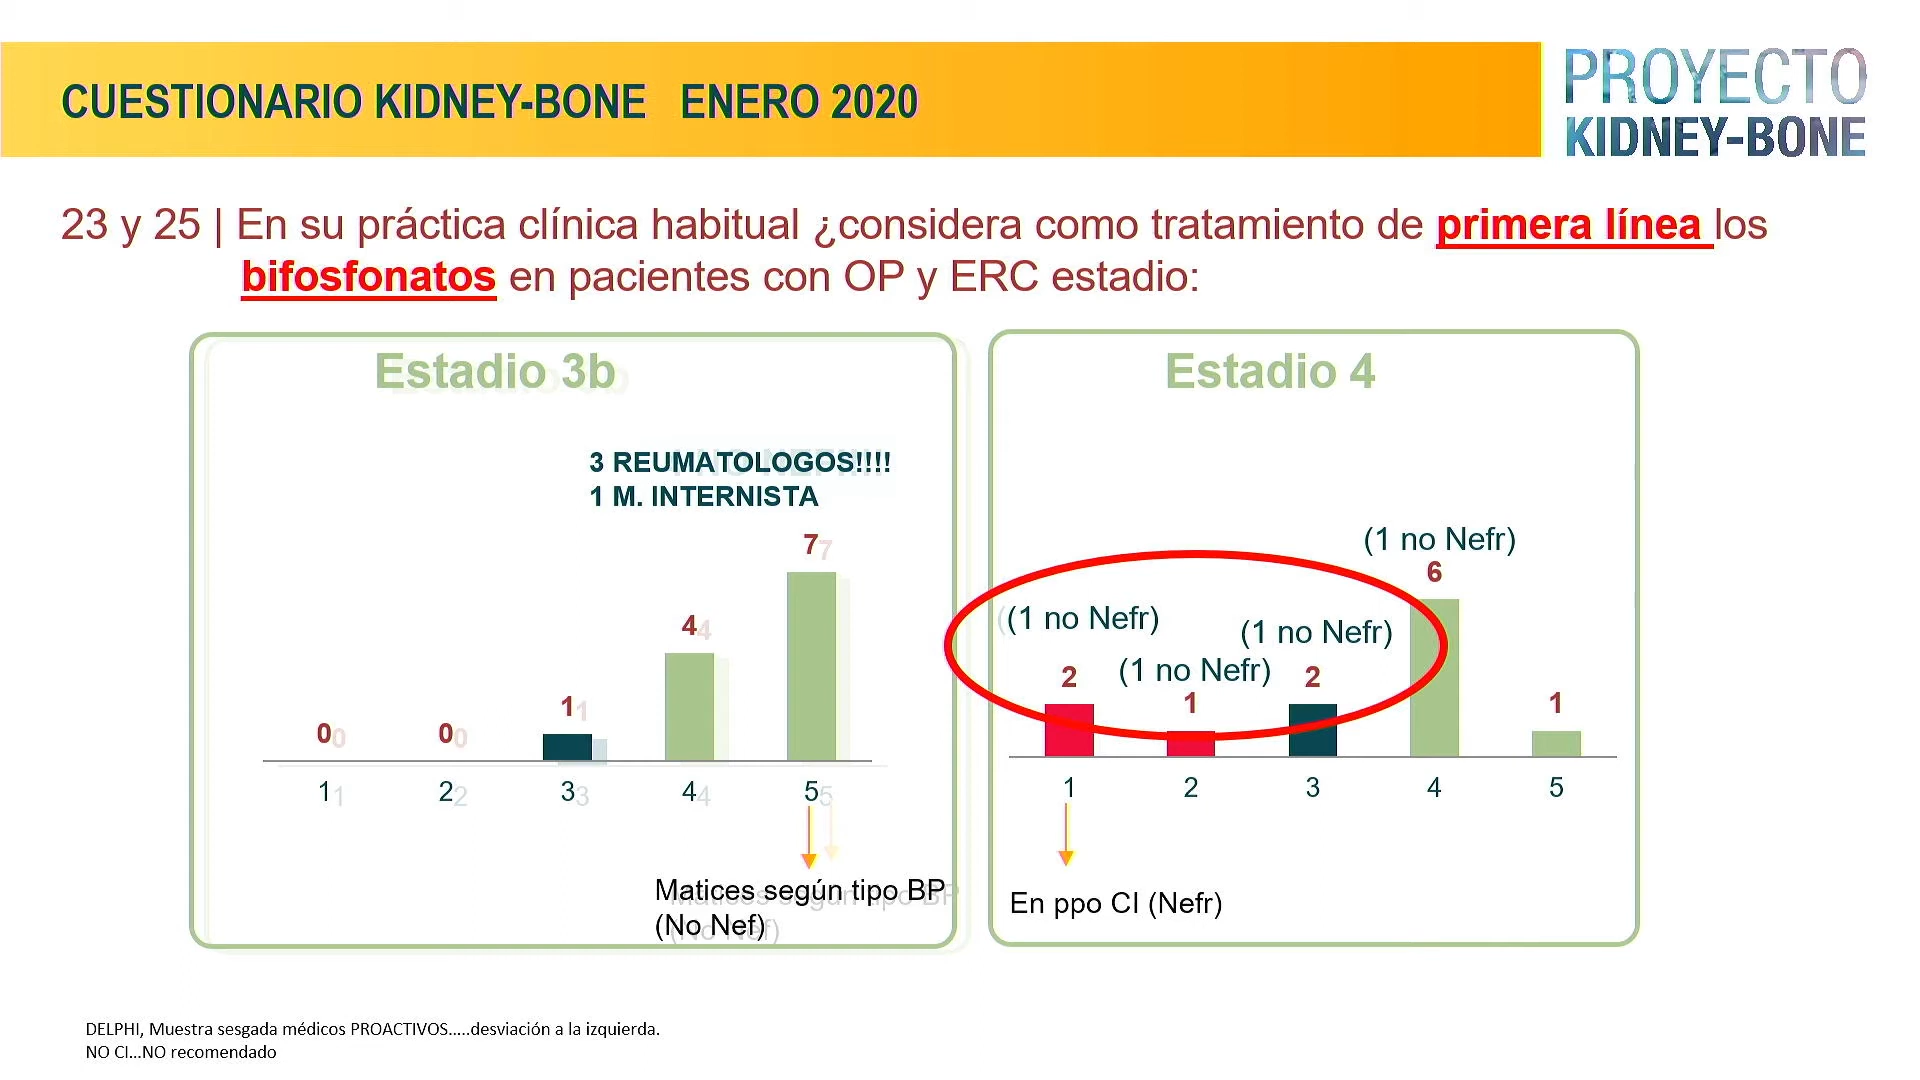 CUESTIONARIO KIDNEY-BONE ENERO 2020
PROYECTO
KIDNEY-BONE
23 y 25 | En su práctica clínica habitual ¿considera como tratamiento de primera línea los
bifosfonatos en pacientes con OP y ERC estadio:
Estadio 3b
3 REUMATOLOGOS!!!!
1 M. INTERNISTA
7
4
1
0 0
1 2 3 4 5
Matices según tipo BP
(No Nef)
Estadio 4
(1 no Nefr)
6
(1 no Nefr)
(1 no Nefr)
(1 no Nefr)
2 1 2 1
1 2 3 4 5
En ppo CI (Nefr)
DELPHI, Muestra sesgada médicos PROACTIVOS.....desviación a la izquierda.
NO CI...NO recomendado